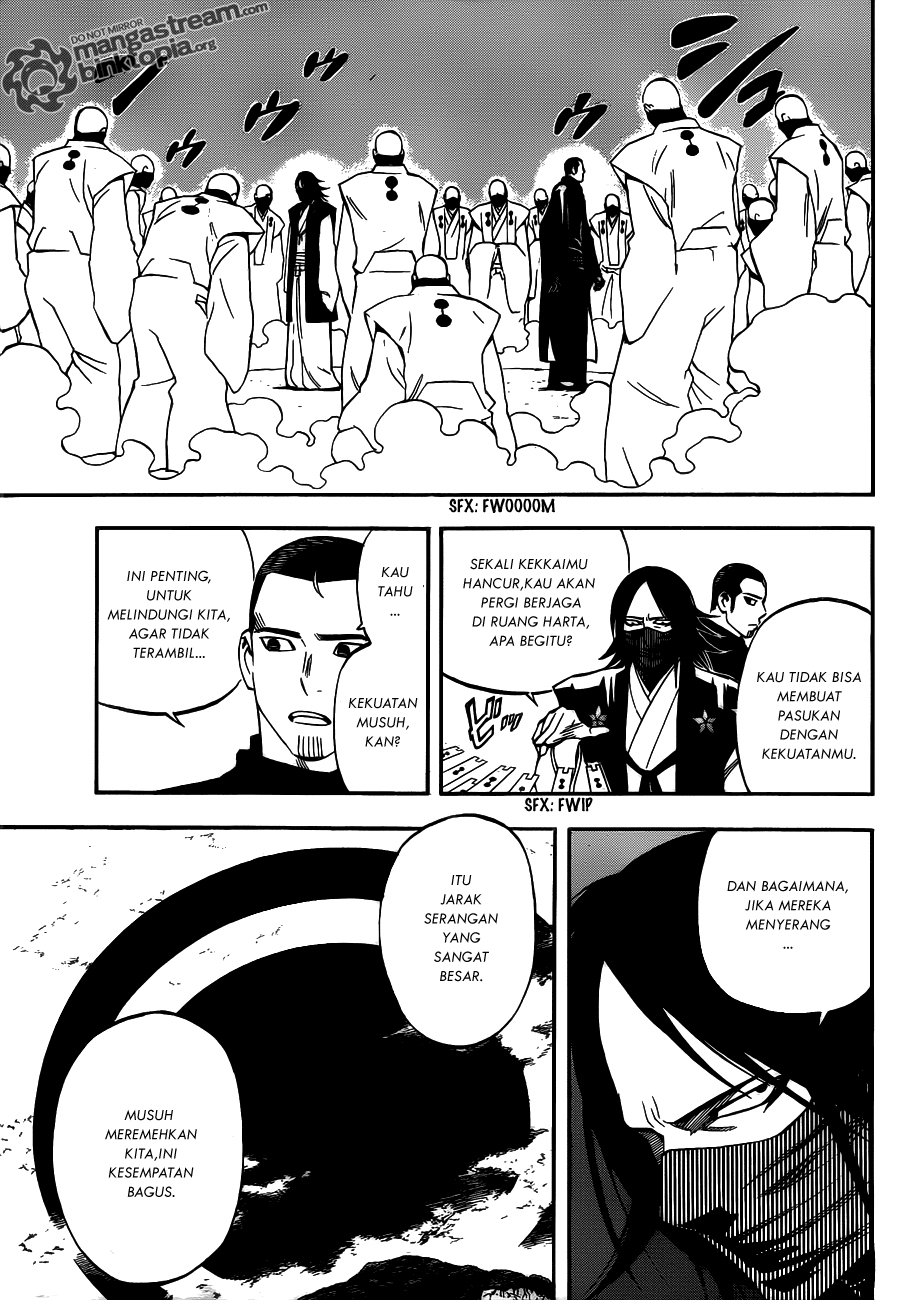 DO NOT MIRROR
mangastream.com
binktopia.org
SFX: FWOOOOM
SEKALI KEKKAIMU
HANCUR,KAU AKAN
PERGI BERJAGA
DI RUANG HARTA,
APA BEGITU?
KAU TIDAK BISA
MEMBUAT
PASUKAN
DENGAN
KEKUATANMU.
ビッ
SFX: FWIP
KAU
TAHU
...
KEKUATAN
MUSUH,
KAN?
INI PENTING,
UNTUK
MELINDUNGI KITA,
AGAR TIDAK
TERAMBIL...
DAN BAGAIMANA,
JIKA MEREKA
MENYERANG
...
ITU
JARAK
SERANGAN
YANG
SANGAT
BESAR.
MUSUH
MEREMEHKAN
KITA,INI
KESEMPATAN
BAGUS.